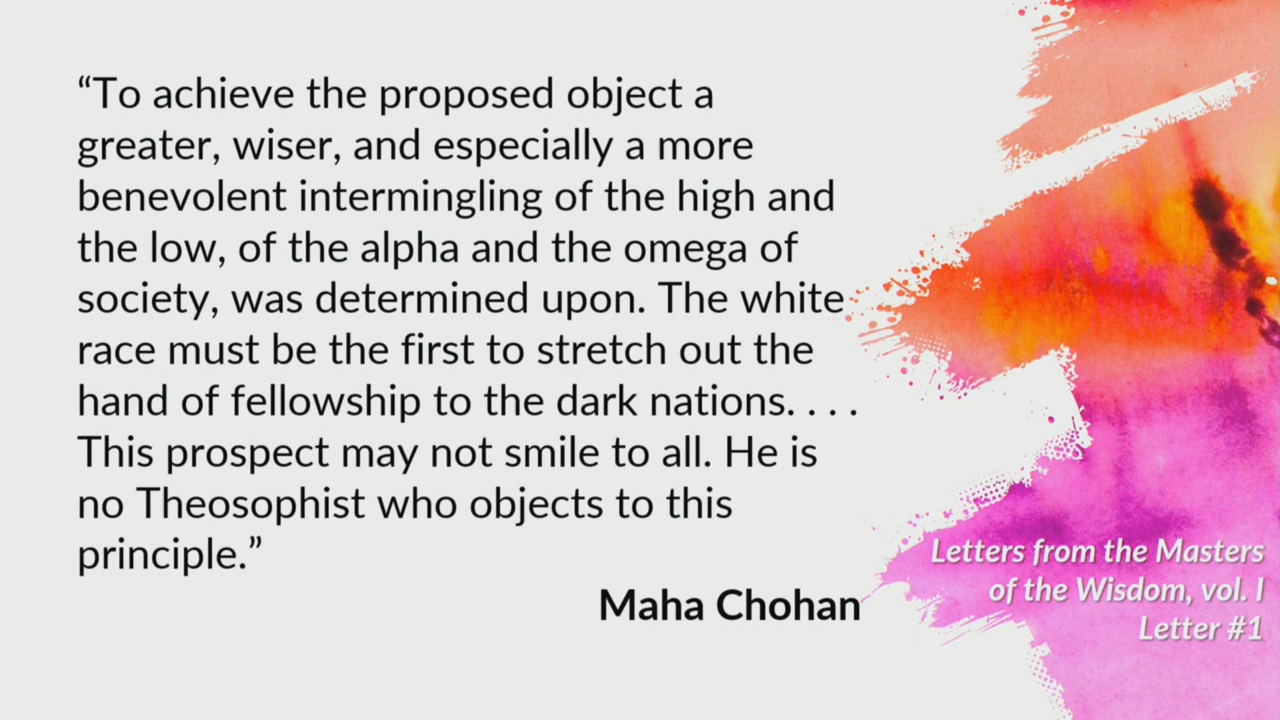 “To achieve the proposed object a
greater, wiser, and especially a more
benevolent intermingling of the high and
the low, of the alpha and the omega of
society, was determined upon. The white
race must be the first to stretch out the
hand of fellowship to the dark nations. . . .
This prospect may not smile to all. He is
no Theosophist who objects to this
principle.”
Maha Chohan
Letters from the Masters
of the Wisdom, vol. I
Letter #1